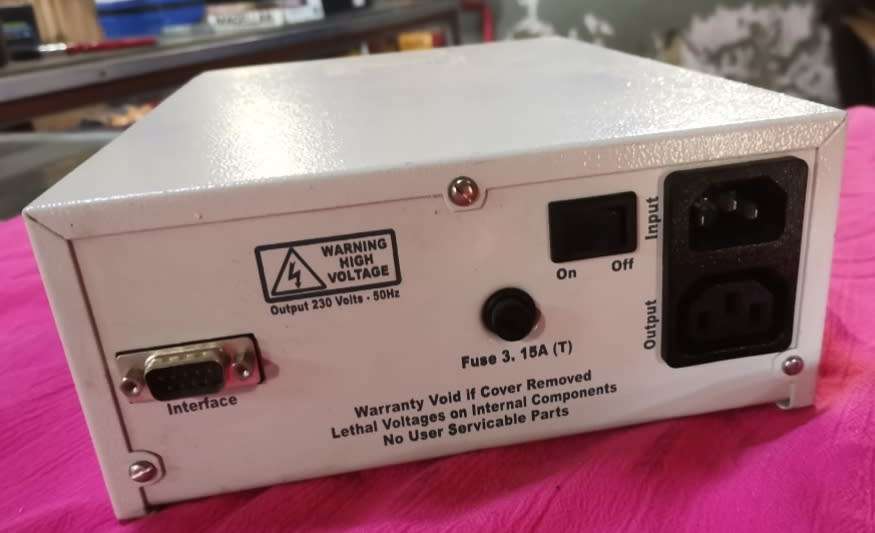 WARNING
HIGH
VOLTAGE
Output 230 Volts - 50Hz
Interface
On
Off
Input
Output
Fuse 3. 15A (T)
Warranty Void if Cover Removed
Lethal Voltages on Internal Components
No User Servicable Parts